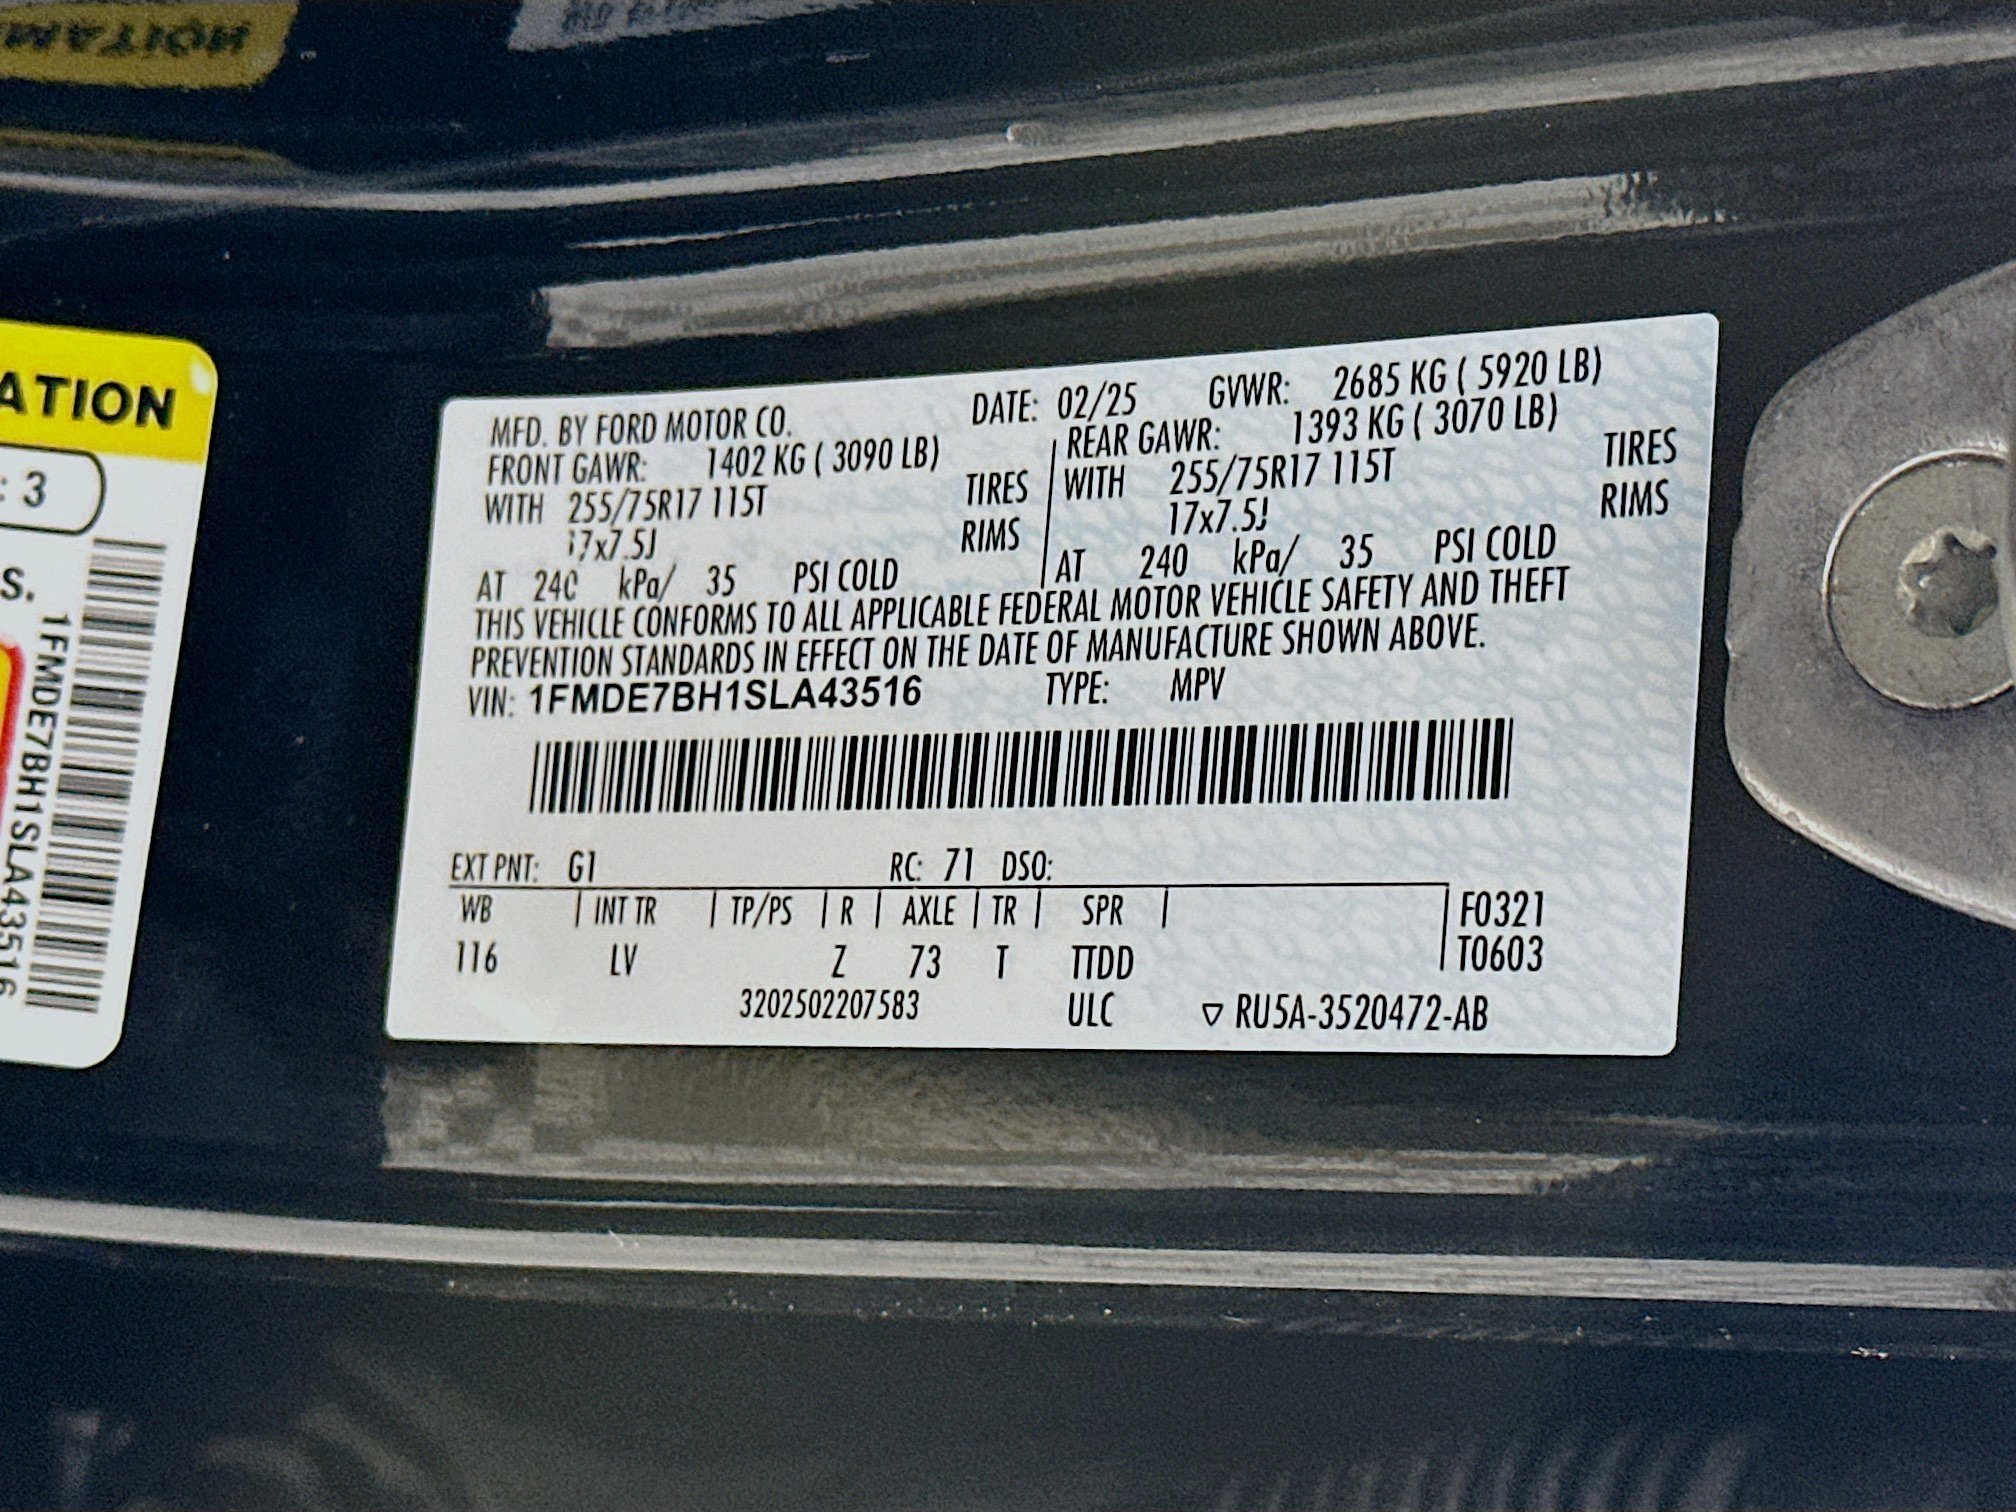 ATION
: 3
S.
1FMDE7BH1SLA43516
MFD. BY FORD MOTOR CO. DATE: 02/25 GVWR: 2685 KG ( 5920 LB)
FRONT GAWR: 1402 KG ( 3090 LB) REAR GAWR: 1393 KG ( 3070 LB)
WITH 255/75R17 115T TIRES WITH 255/75R17 115T TIRES
17x7.5J RIMS 17x7.5J RIMS
AT 240 kPa/ 35 PSI COLD AT 240 kPa/ 35 PSI COLD
THIS VEHICLE CONFORMS TO ALL APPLICABLE FEDERAL MOTOR VEHICLE SAFETY AND THEFT
PREVENTION STANDARDS IN EFFECT ON THE DATE OF MANUFACTURE SHOWN ABOVE.
VIN: 1FMDE7BH1SLA43516 TYPE: MPV
EXT PNT: G1 RC: 71 DSO:
WB INT TR TP/PS R AXLE TR SPR F0321
116 LV Z 73 T TTDD T0603
3202502207583 ULC RU5A-3520472-AB